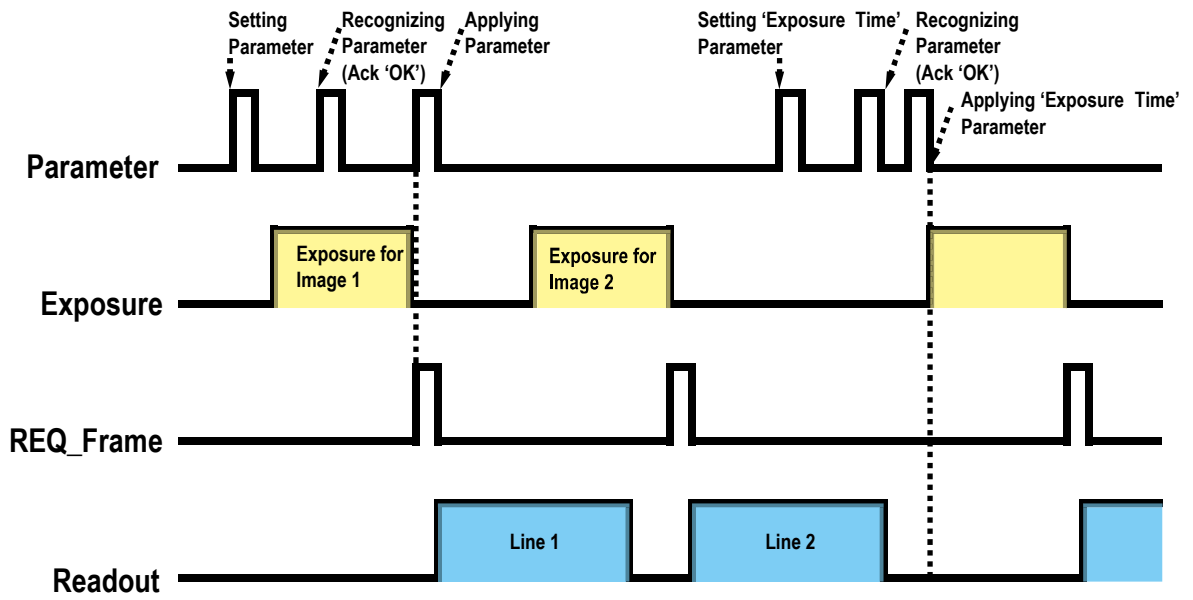 Setting
Parameter
Recognizing
Parameter
(Ack ‘OK’)
Applying
Parameter
Setting ‘Exposure Time’
Parameter
Recognizing
Parameter
(Ack ‘OK’)
Applying ‘Exposure Time’
Parameter
Parameter
Exposure for
Image 1
Exposure for
Image 2
Exposure
REQ_Frame
Line 1
Line 2
Readout